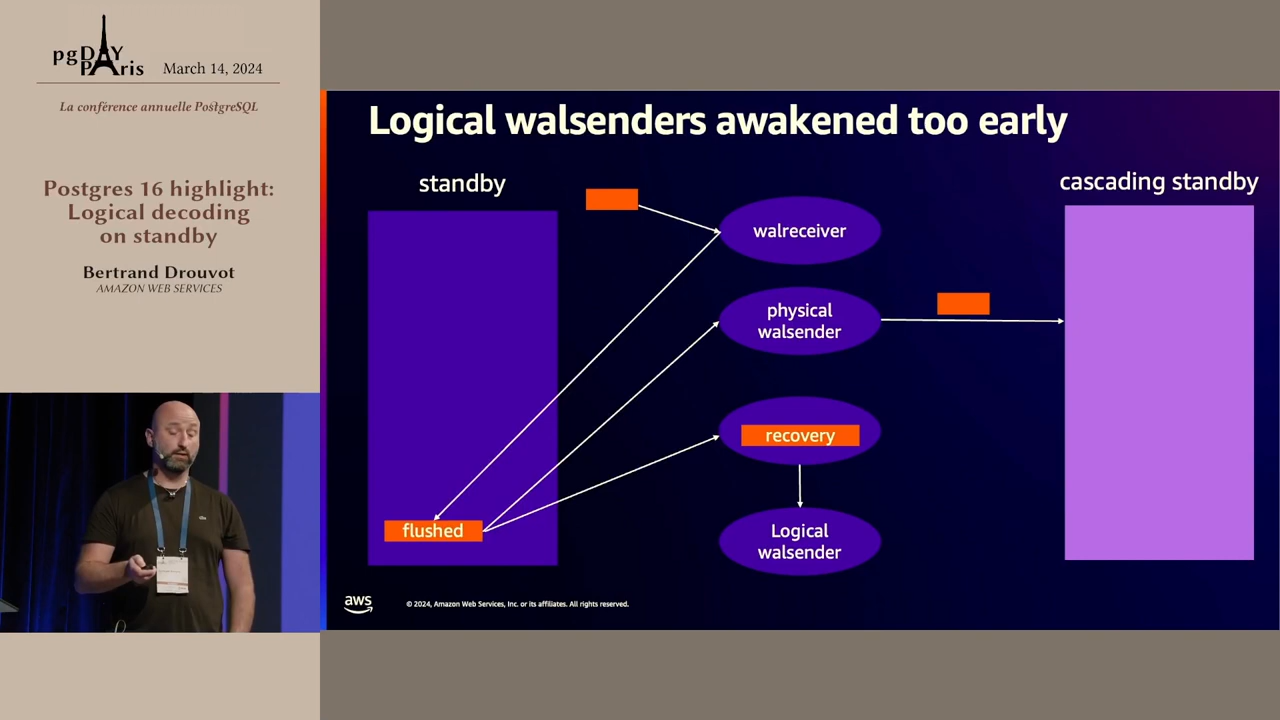 pgDAY
PAris
March 14, 2024
La conférence annuelle PostgreSQL
Postgres 16 highlight:
Logical decoding
on standby
Bertrand Drouvot
AMAZON WEB SERVICES
Logical walsenders awakened too early
standby
cascading standby
walreceiver
physical
walsender
recovery
flushed
Logical
walsender
aws
© 2024, Amazon Web Services, Inc. or its affiliates. All rights reserved.